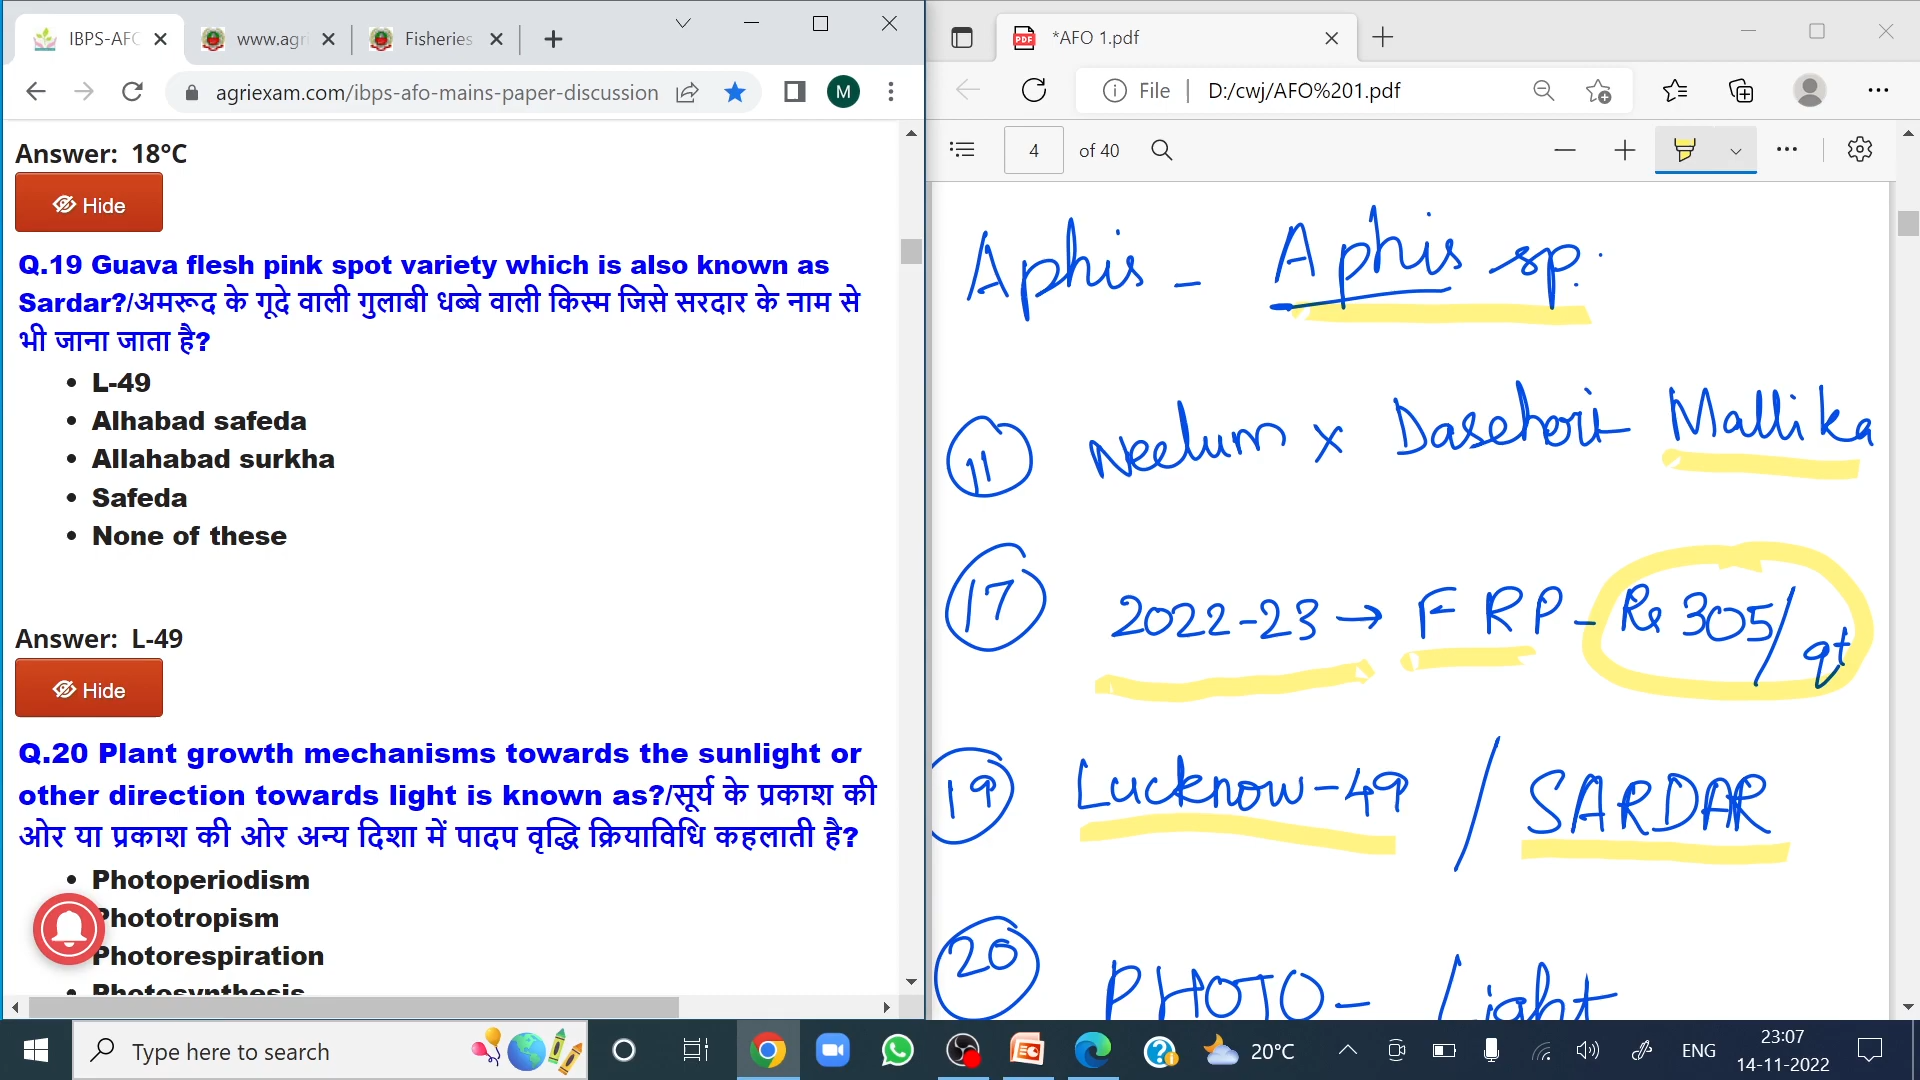 IBPS-AFC
www.agri
Fisheries
agriexam.com/ibps-afo-mains-paper-discussion
M
Answer: 18°C
Hide
Q.19 Guava flesh pink spot variety which is also known as
Sardar?/अमरूद के गूदे वाली गुलाबी धब्बे वाली किस्म जिसे सरदार के नाम से
भी जाना जाता है?
• L-49
• Alhabad safeda
• Allahabad surkha
• Safeda
• None of these
Answer: L-49
Hide
Q.20 Plant growth mechanisms towards the sunlight or
other direction towards light is known as?/सूर्य के प्रकाश की
ओर या प्रकाश की ओर अन्य दिशा में पादप वृद्धि क्रियाविधि कहलाती है?
• Photoperiodism
Phototropism
Photorespiration
• Photosynthesis
*AFO 1.pdf
File
D:/cwj/AFO%201.pdf
4 of 40
Aphis - Aphis sp.
11 Neelum x Dasehori Mallika
17 2022-23 → FRP - Rs 305/qt
19 Lucknow-49 / SARDAR
20 PHOTO - Light
Type here to search
20°C
ENG
23:07
14-11-2022